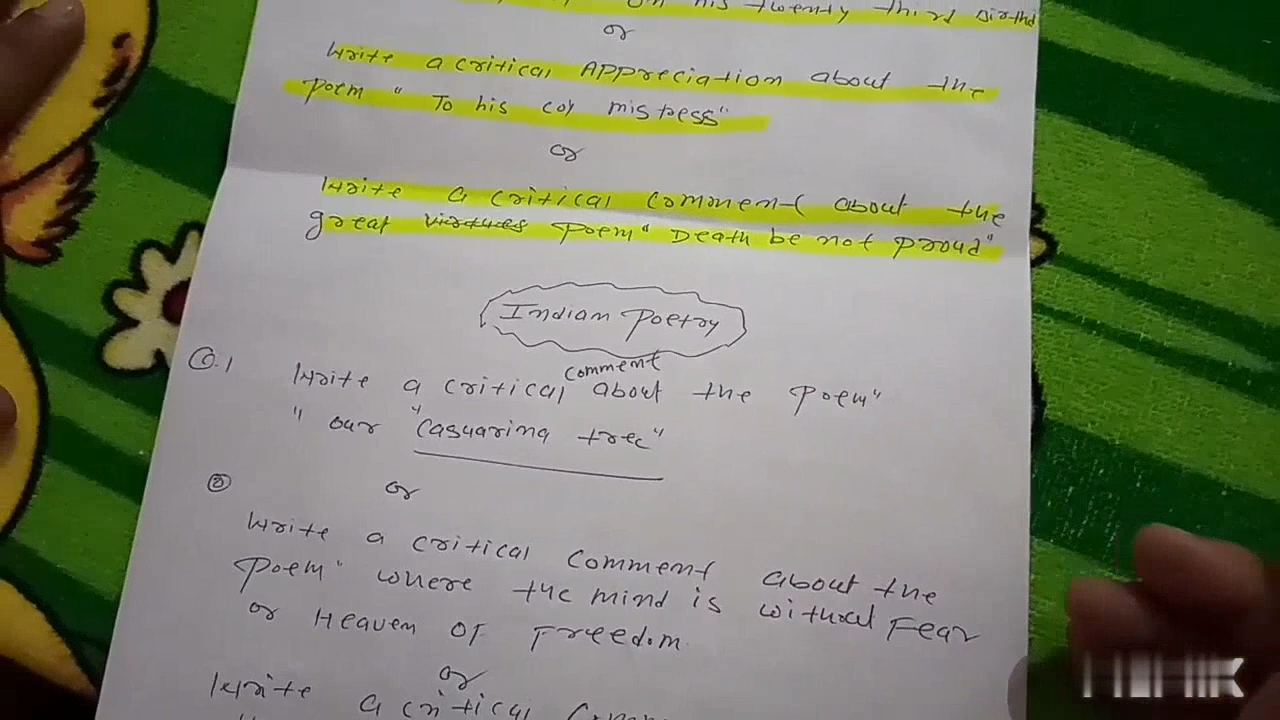 on his twenty third Birthd
or
Write a critical Appreciation about the
Poem "To his coy mistress"
or
Write a critical comment about the
great virtues Poem "Death be not proud"
Indian Poetry
comment
Q.1 Write a critical about the Poem"
"our "casuarina tree"
② or
Write a critical comment about the
Poem" where the mind is without Fear
or Heaven of Freedom
or
Write a critical